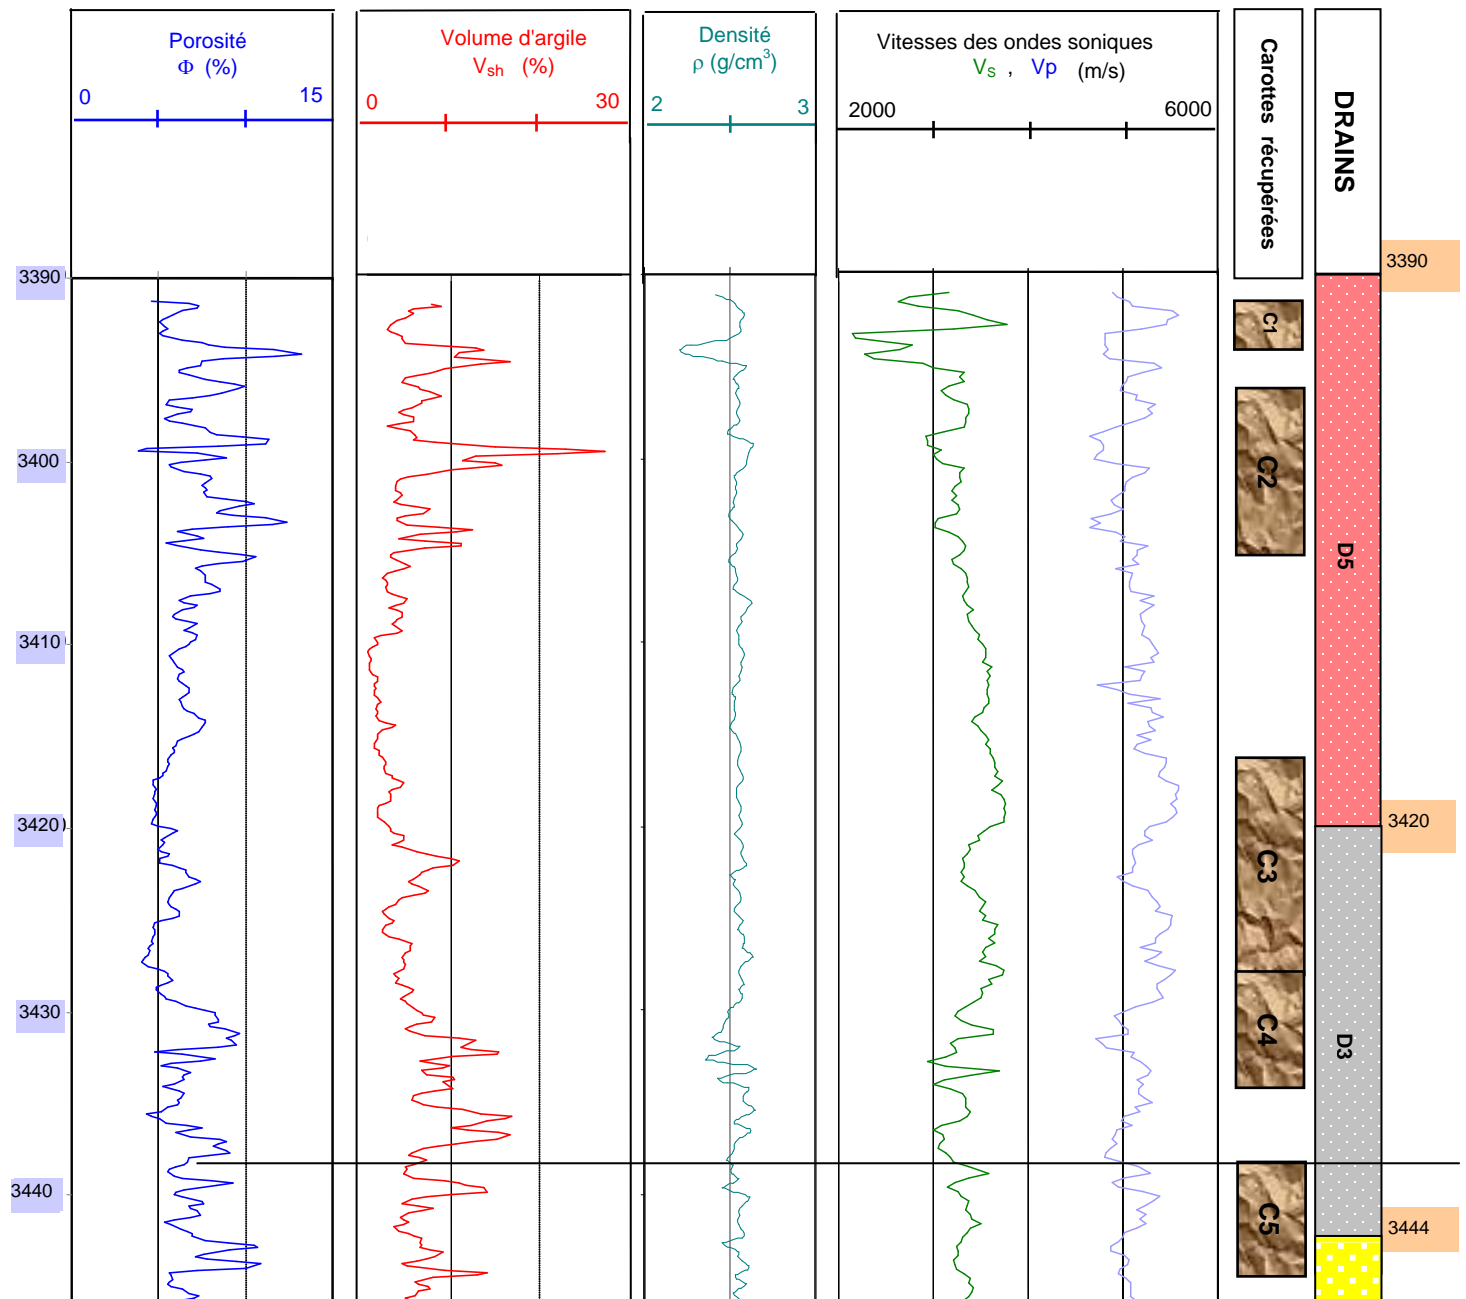 Porosité
Φ (%)
0 15
Volume d'argile
Vsh (%)
0 30
Densité
ρ (g/cm3)
2 3
Vitesses des ondes soniques
Vs , Vp (m/s)
2000 6000
Carottes récupérées
DRAINS
3390
3400
3410
3420
3430
3440
C1
C2
C3
C4
C5
D5
D3
3390
3420
3444